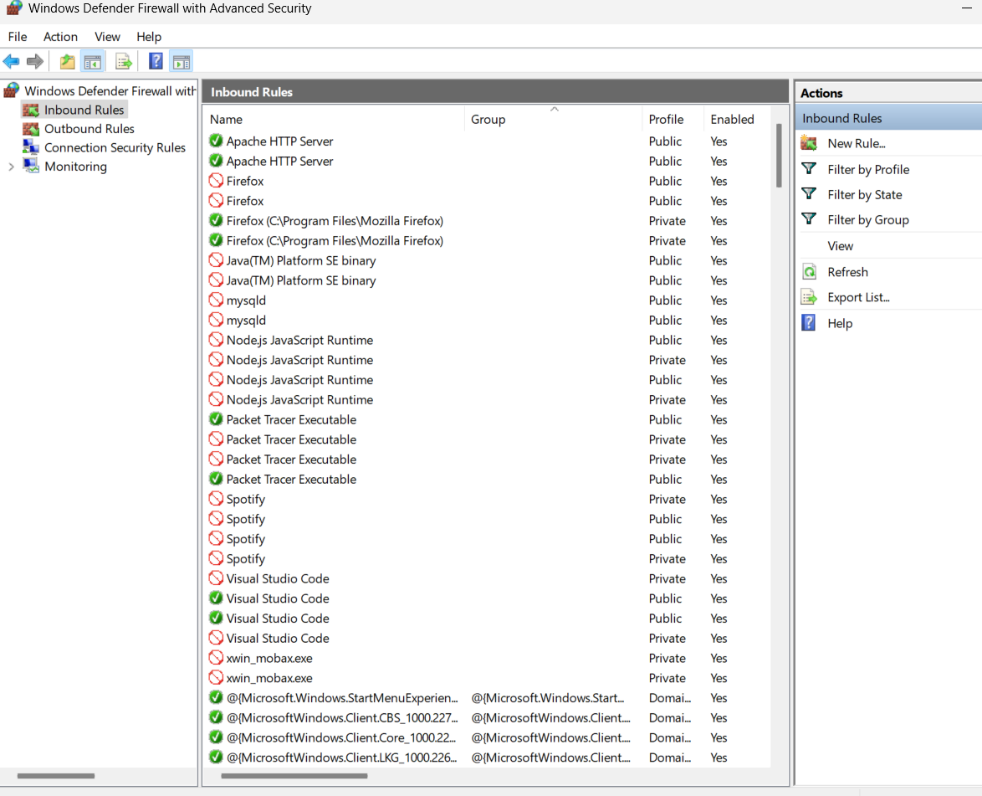 Windows Defender Firewall with Advanced Security
File Action View Help
Windows Defender Firewall with
Inbound Rules
Outbound Rules
Connection Security Rules
Monitoring
Inbound Rules
Name Group Profile Enabled
Apache HTTP Server Public Yes
Apache HTTP Server Public Yes
Firefox Public Yes
Firefox Public Yes
Firefox (C:\Program Files\Mozilla Firefox) Private Yes
Firefox (C:\Program Files\Mozilla Firefox) Private Yes
Java(TM) Platform SE binary Public Yes
Java(TM) Platform SE binary Public Yes
mysqld Public Yes
mysqld Public Yes
Node.js JavaScript Runtime Public Yes
Node.js JavaScript Runtime Private Yes
Node.js JavaScript Runtime Public Yes
Node.js JavaScript Runtime Private Yes
Packet Tracer Executable Public Yes
Packet Tracer Executable Private Yes
Packet Tracer Executable Private Yes
Packet Tracer Executable Public Yes
Spotify Private Yes
Spotify Public Yes
Spotify Public Yes
Spotify Private Yes
Visual Studio Code Private Yes
Visual Studio Code Public Yes
Visual Studio Code Public Yes
Visual Studio Code Private Yes
xwin_mobax.exe Private Yes
xwin_mobax.exe Private Yes
@{Microsoft.Windows.StartMenuExperien... @{Microsoft.Windows.Start... Domai... Yes
@{MicrosoftWindows.Client.CBS_1000.227... @{MicrosoftWindows.Client.... Domai... Yes
@{MicrosoftWindows.Client.Core_1000.22... @{MicrosoftWindows.Client.... Domai... Yes
@{MicrosoftWindows.Client.LKG_1000.226... @{MicrosoftWindows.Client.... Domai... Yes
Actions
Inbound Rules
New Rule...
Filter by Profile
Filter by State
Filter by Group
View
Refresh
Export List...
Help